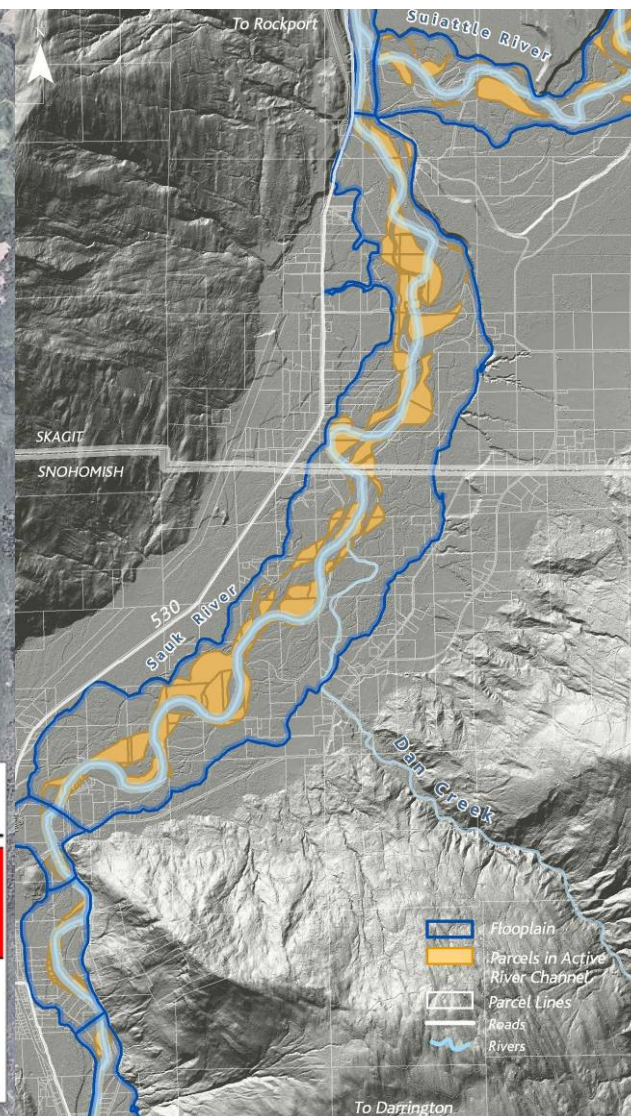 To Rockport
Suiattle River
N
SKAGIT
SNOHOMISH
530
Sauk River
Dan Creek
Flooplain
Parcels in Active
River Channel
Parcel Lines
Roads
Rivers
To Darrington